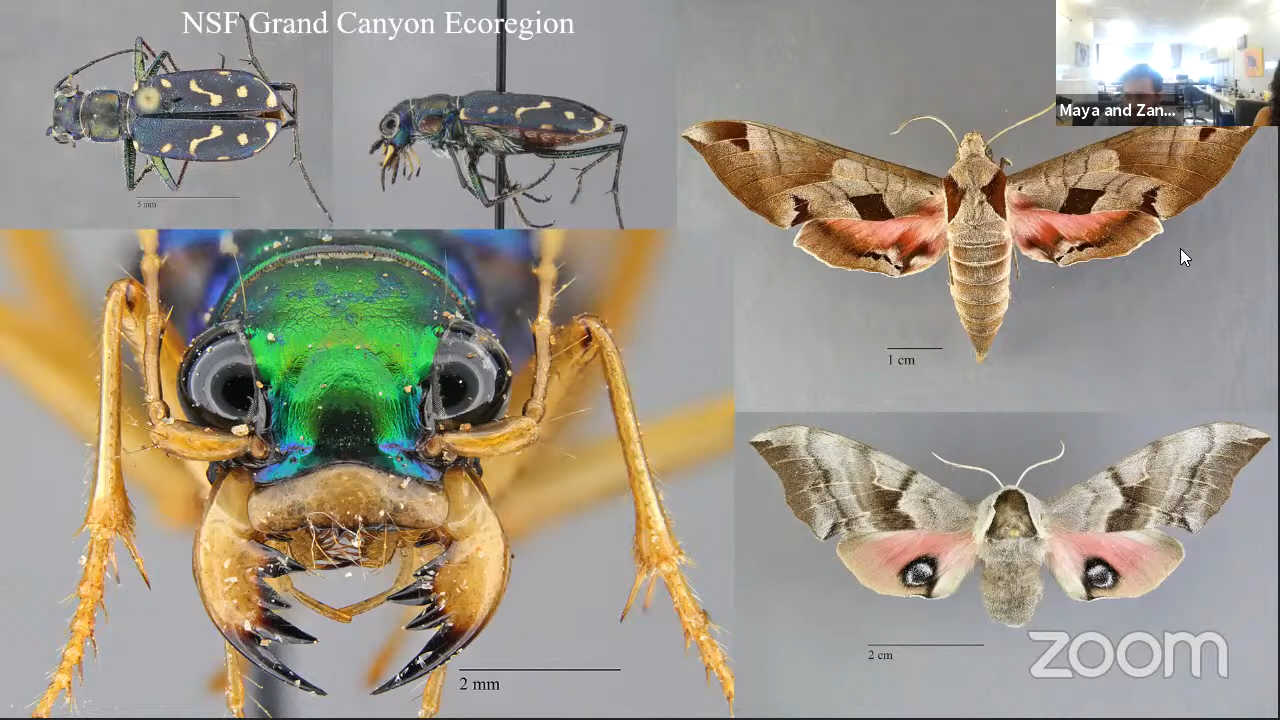 NSF Grand Canyon Ecoregion
Maya and Zan...
5 mm
1 cm
2 mm
2 cm
zoom